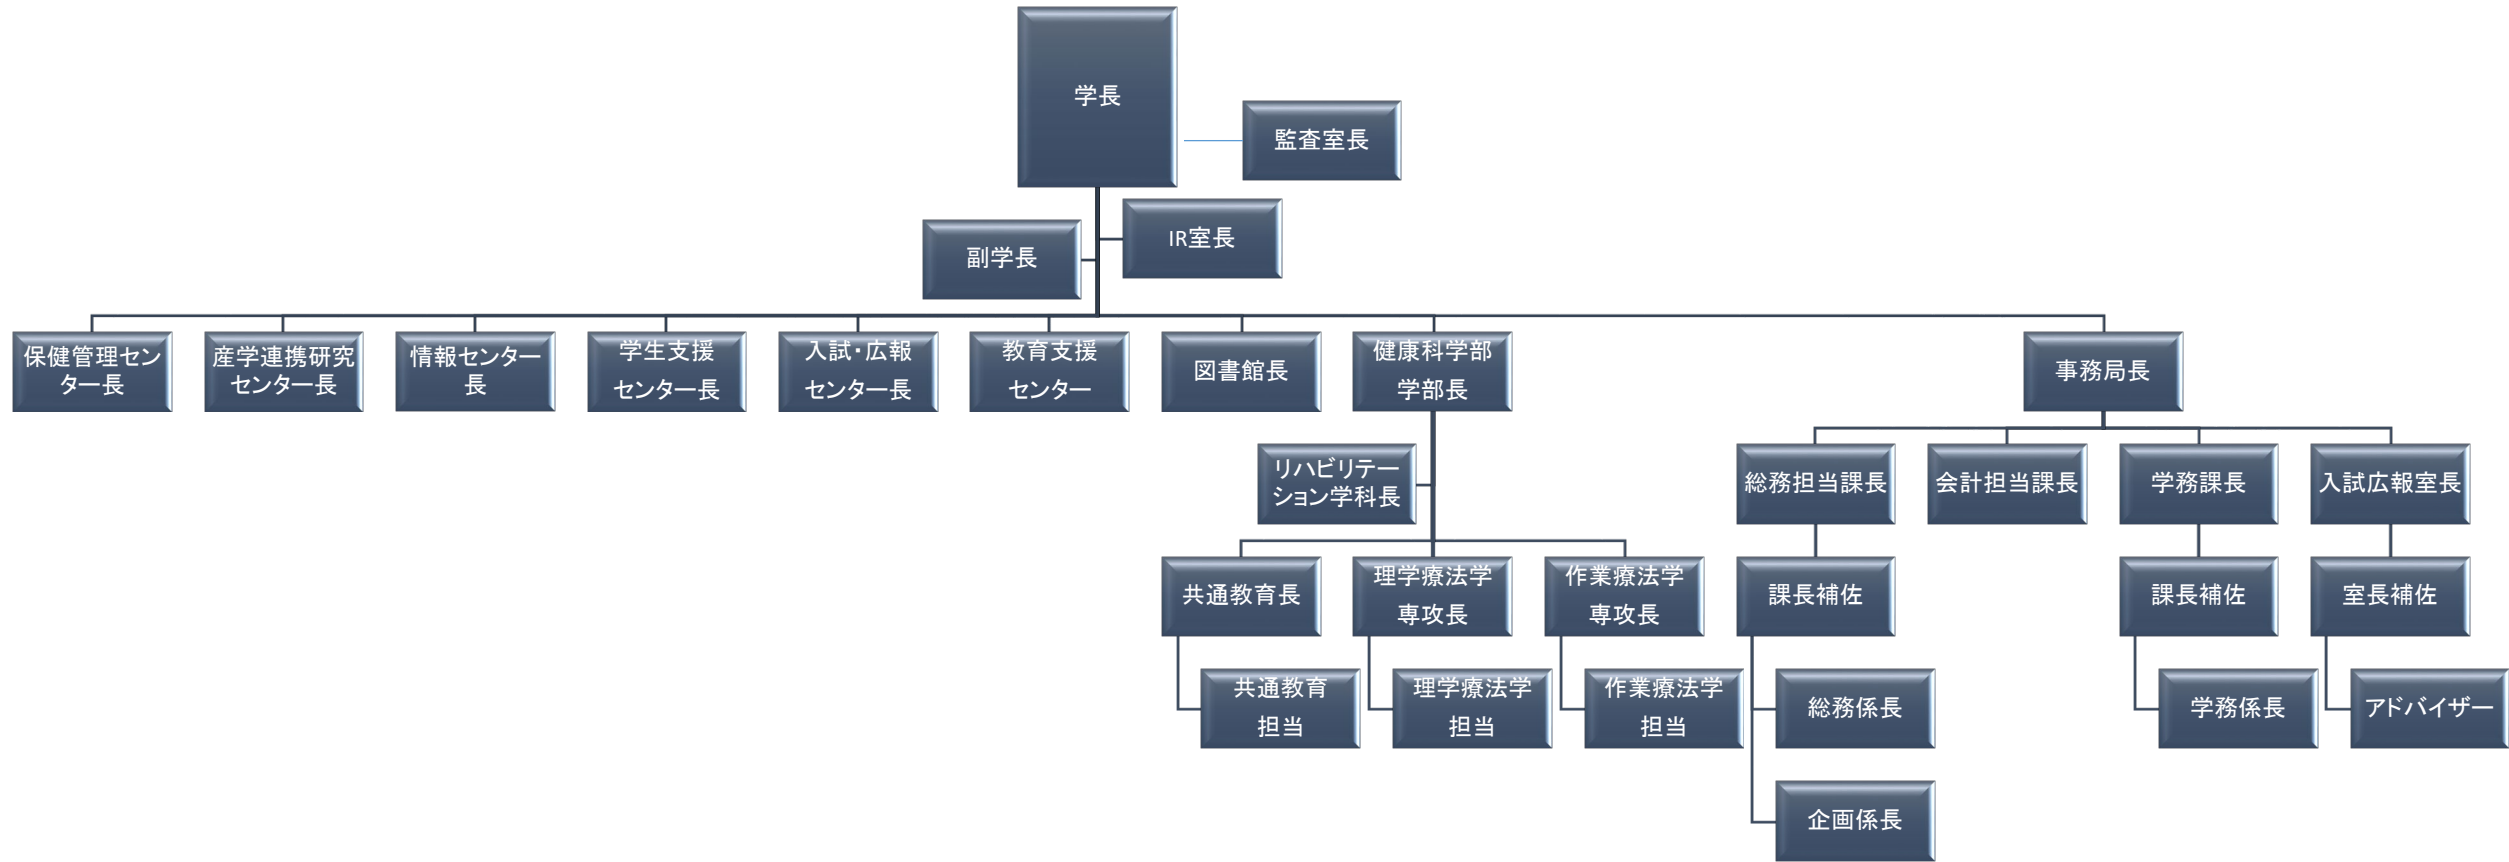 学長
監査室長
IR室長
副学長
保健管理セン
ター長
産学連携研究
センター長
情報センター
長
学生支援
センター長
入試・広報
センター長
教育支援
センター
図書館長
健康科学部
学部長
事務局長
リハビリテー
ション学科長
総務担当課長
会計担当課長
学務課長
入試広報室長
共通教育長
理学療法学
専攻長
作業療法学
専攻長
課長補佐
課長補佐
室長補佐
共通教育
担当
理学療法学
担当
作業療法学
担当
総務係長
学務係長
アドバイザー
企画係長